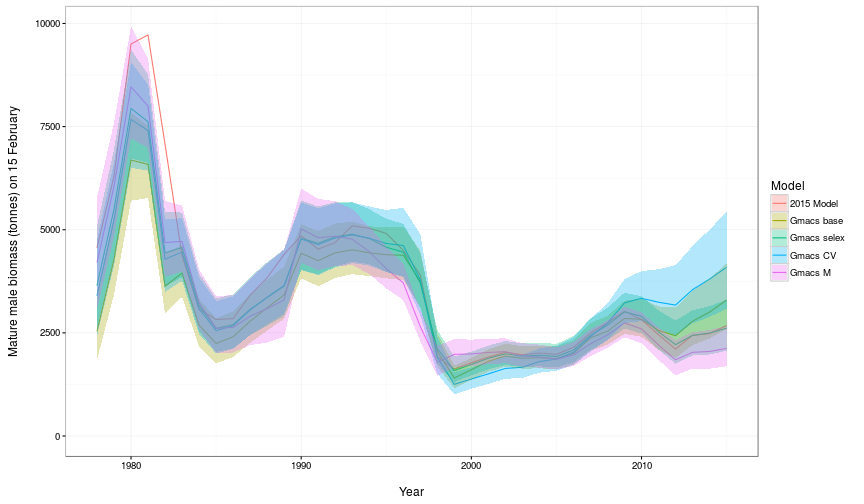 Mature male biomass (tonnes) on 15 February
10000
7500
5000
2500
0
1980
1990
2000
2010
Year
Model
2015 Model
Gmacs base
Gmacs selex
Gmacs CV
Gmacs M